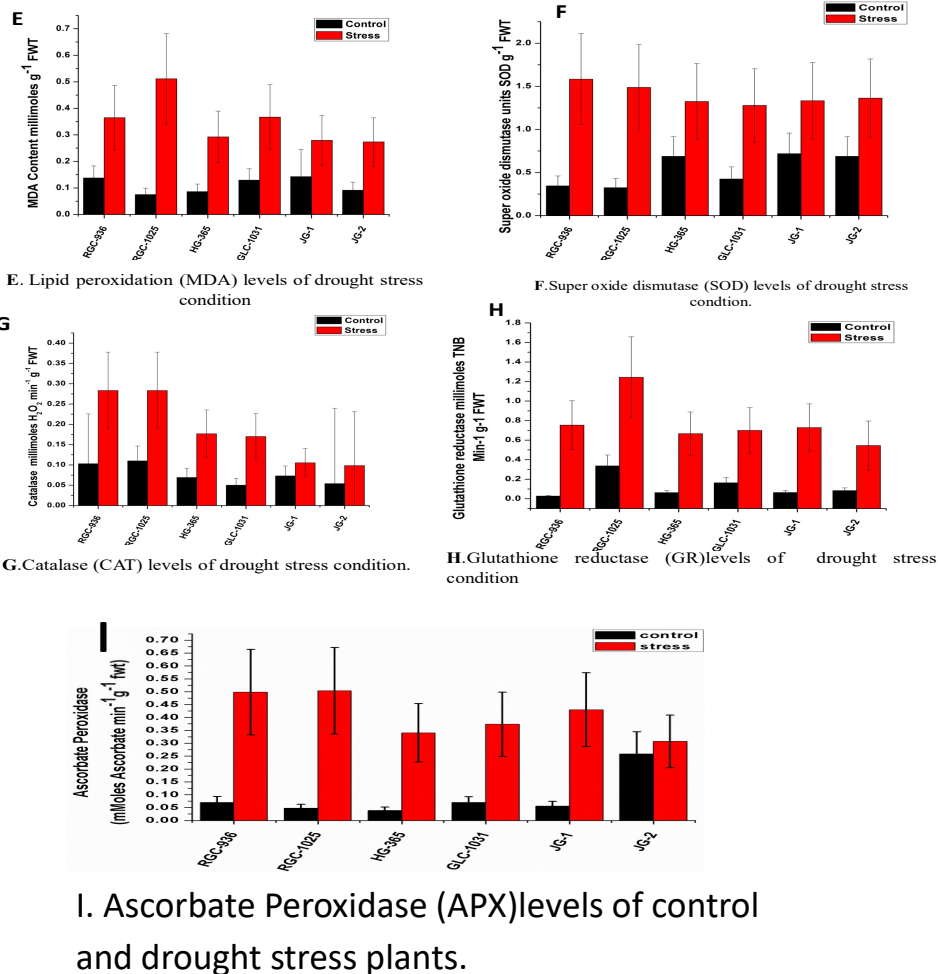 E
Control
Stress
MDA Content millimoles g-1 FWT
0.7
0.6
0.5
0.4
0.3
0.2
0.1
0.0
RGC-936
RGC-1025
HG-365
GLC-1031
JG-1
JG-2
E. Lipid peroxidation (MDA) levels of drought stress
condition
F
Control
Stress
Super oxide dismutase units SOD g-1 FWT
2.0
1.5
1.0
0.5
0.0
RGC-936
RGC-1025
HG-365
GLC-1031
JG-1
JG-2
F.Super oxide dismutase (SOD) levels of drought stress
condtion.
G
Control
Stress
Catalase millimoles H2O2 min-1 g-1 FWT
0.40
0.35
0.30
0.25
0.20
0.15
0.10
0.05
0.00
RGC-936
RGC-1025
HG-365
GLC-1031
JG-1
JG-2
G.Catalase (CAT) levels of drought stress condition.
H
Control
Stress
Glutathione reductase millimoles TNB
Min-1 g-1 FWT
1.8
1.6
1.4
1.2
1.0
0.8
0.6
0.4
0.2
0.0
RGC-936
RGC-1025
HG-365
GLC-1031
JG-1
JG-2
H.Glutathione reductase (GR)levels of drought stress
condition
I
control
stress
Ascorbate Peroxidase
(mMoles Ascorbate min-1g-1 fwt)
0.70
0.65
0.60
0.55
0.50
0.45
0.40
0.35
0.30
0.25
0.20
0.15
0.10
0.05
0.00
RGC-936
RGC-1025
HG-365
GLC-1031
JG-1
JG-2
I. Ascorbate Peroxidase (APX)levels of control
and drought stress plants.